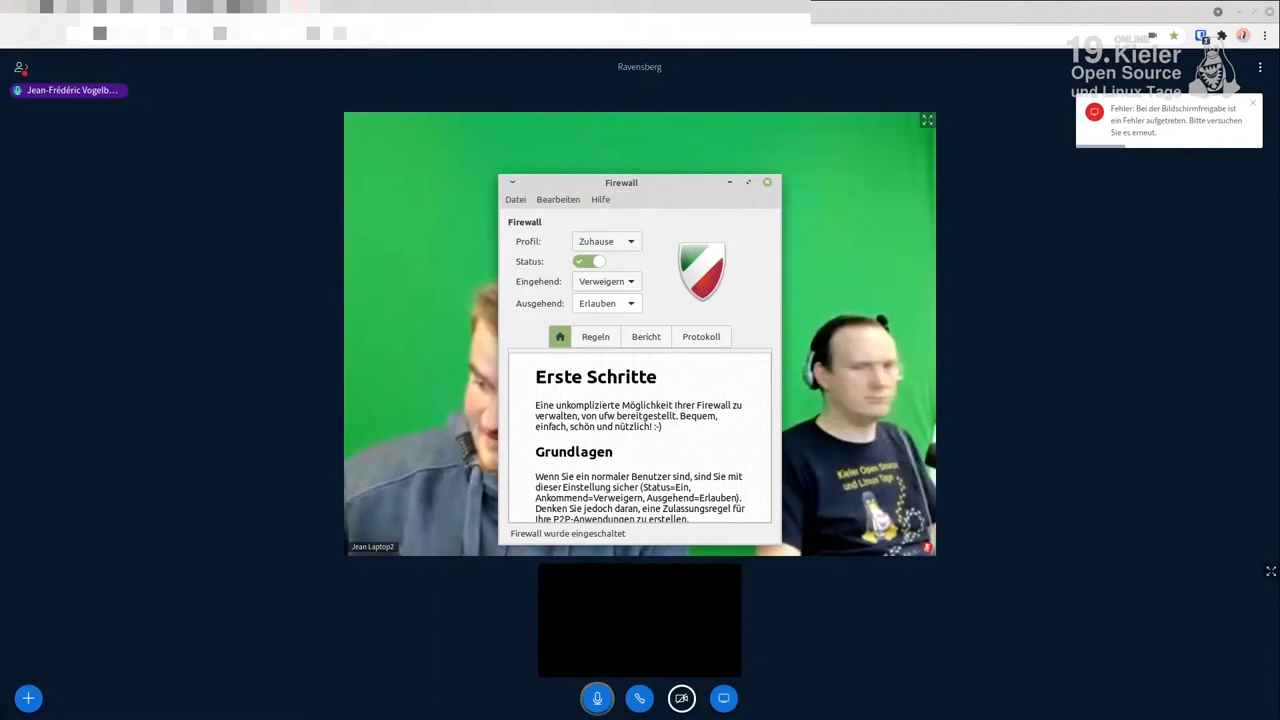 Ravensberg
ONLINE
19. Kieler
Open Source
und Linux Tage
Jean-Frédéric Vogelb...
Fehler: Bei der Bildschirmfreigabe ist
ein Fehler aufgetreten. Bitte versuchen
Sie es erneut.
Firewall
Datei Bearbeiten Hilfe
Firewall
Profil: Zuhause
Status:
Eingehend: Verweigern
Ausgehend: Erlauben
Regeln Bericht Protokoll
Erste Schritte
Eine unkomplizierte Möglichkeit Ihrer Firewall zu
verwalten, von ufw bereitgestellt. Bequem,
einfach, schön und nützlich! :-)
Grundlagen
Wenn Sie ein normaler Benutzer sind, sind Sie mit
dieser Einstellung sicher (Status=Ein,
Ankommend=Verweigern, Ausgehend=Erlauben).
Denken Sie jedoch daran, eine Zulassungsregel für
Ihre P2P-Anwendungen zu erstellen.
Firewall wurde eingeschaltet
Kieler Open Source
und Linux Tage
Jean Laptop2